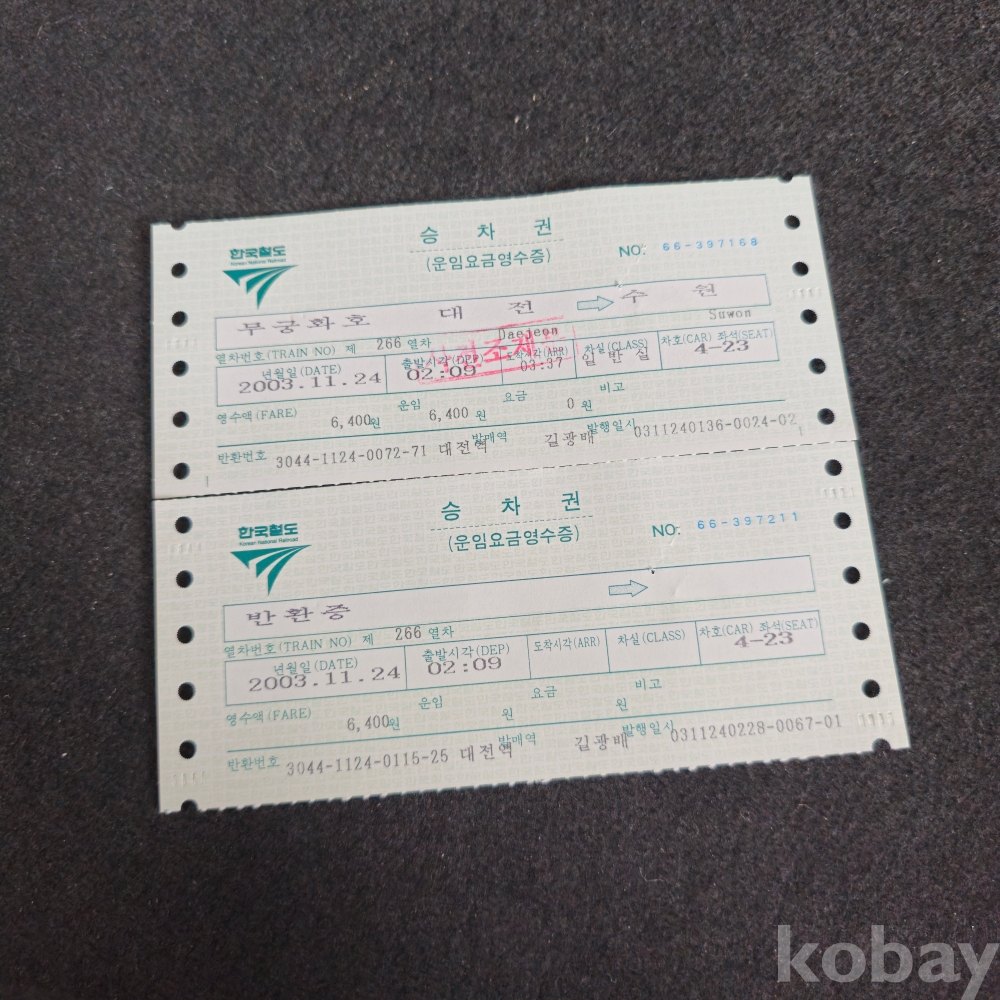 승 차 권
한국철도
Korean National Railroad
(운임요금영수증)
NO. 66-397168
무궁화호 대 전 수 원
Daejeon Suwon
열차번호(TRAIN NO) 제 266 열차
년월일(DATE) 출발시각(DEP) 도착시각(ARR) 차실(CLASS) 차호(CAR) 좌석(SEAT)
2003.11.24 02:09 03:37 일반실 4-23
영수액(FARE) 6,400원 운임 6,400 원 요금 0 원 비고
반환번호 3044-1124-0072-71 대전역 발매역 길광배 발행일시 0311240136-0024-02
승 차 권
한국철도
Korean National Railroad
(운임요금영수증)
NO. 66-397211
반환증
열차번호(TRAIN NO) 제 266 열차
년월일(DATE) 출발시각(DEP) 도착시각(ARR) 차실(CLASS) 차호(CAR) 좌석(SEAT)
2003.11.24 02:09 4-23
영수액(FARE) 6,400원 운임 원 요금 원 비고
반환번호 3044-1124-0115-25 대전역 발매역 길광배 발행일시 0311240228-0067-01
kobay